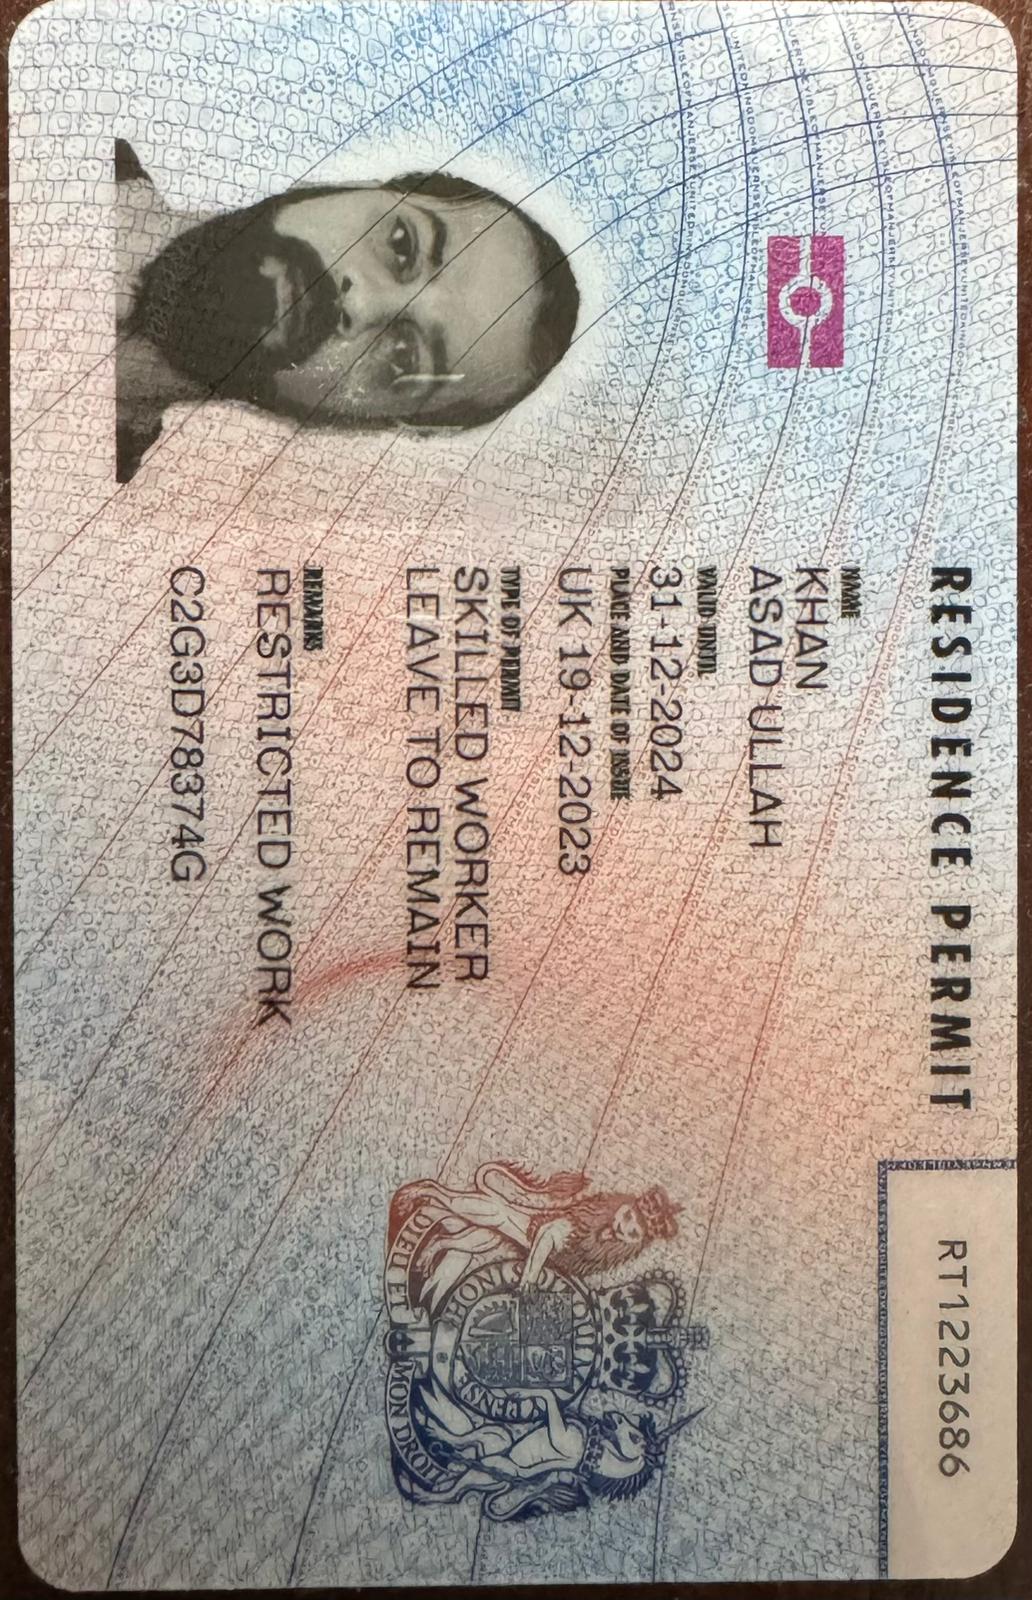 RESIDENCE PERMIT
RT1223686
NAME
KHAN
ASAD ULLAH
VALID UNTIL
31-12-2024
PLACE AND DATE OF ISSUE
UK 19-12-2023
TYPE OF PERMIT
SKILLED WORKER
LEAVE TO REMAIN
REMARKS
RESTRICTED WORK
C2G3D78374G
HONI SOIT QUI MAL Y PENSE
DIEU ET MON DROIT